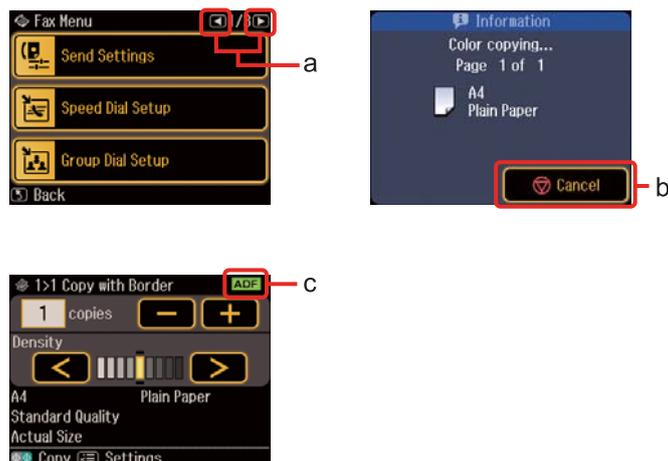 Fax Menu 1/3
Send Settings
Speed Dial Setup
Group Dial Setup
Back
a
Information
Color copying...
Page 1 of 1
A4
Plain Paper
Cancel
b
1>1 Copy with Border ADF
1 copies − +
Density
< >
A4 Plain Paper
Standard Quality
Actual Size
Copy Settings
c